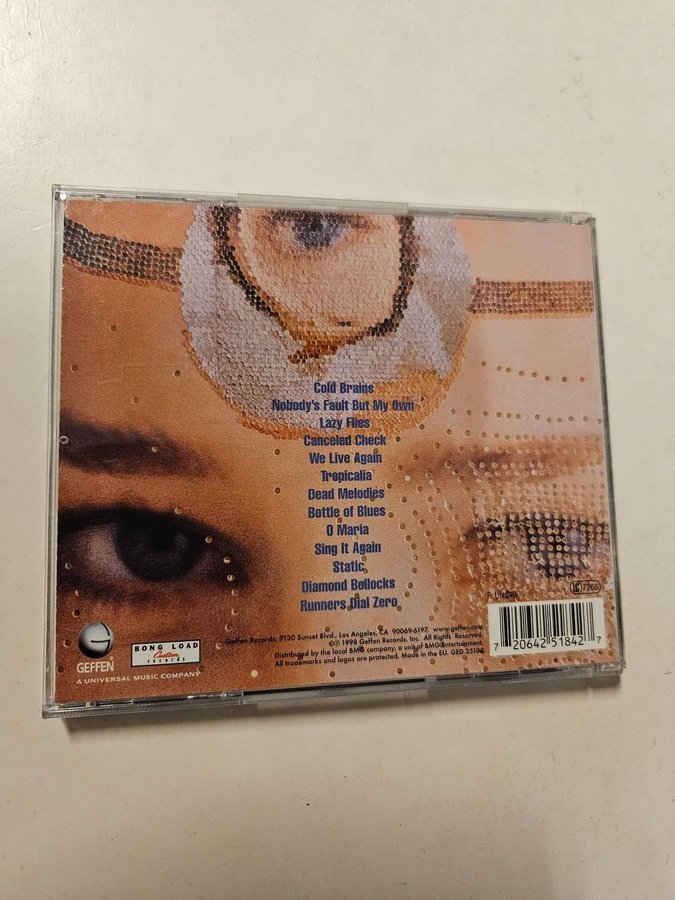 Cold Brains
Nobody's Fault But My Own
Lazy Flies
Canceled Check
We Live Again
Tropicalia
Dead Melodies
Bottle of Blues
O Maria
Sing It Again
Static
Diamond Bollocks
Runners Dial Zero
GEFFEN
A UNIVERSAL MUSIC COMPANY
BONG LOAD
Custom
records
Geffen Records, 9130 Sunset Blvd., Los Angeles, CA 90069-6197 www.geffen.com
©℗ 1998 Geffen Records, Inc. All Rights Reserved.
Distributed by the local BMG company, a unit of BMG Entertainment.
All trademarks and logos are protected. Made in the EU. GED 25184
7266
7 20642 51842 7